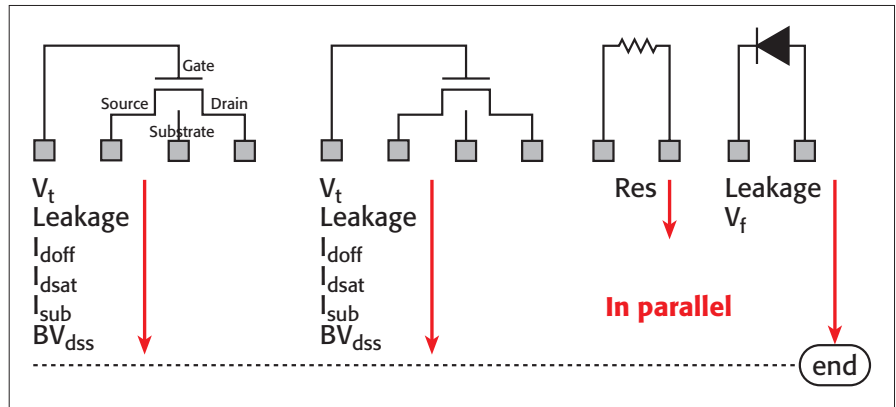 Gate
Source Drain
Substrate
Vt
Leakage
Idoff
Idsat
Isub
BVdss
Vt
Leakage
Idoff
Idsat
Isub
BVdss
Res
Leakage
Vf
In parallel
end